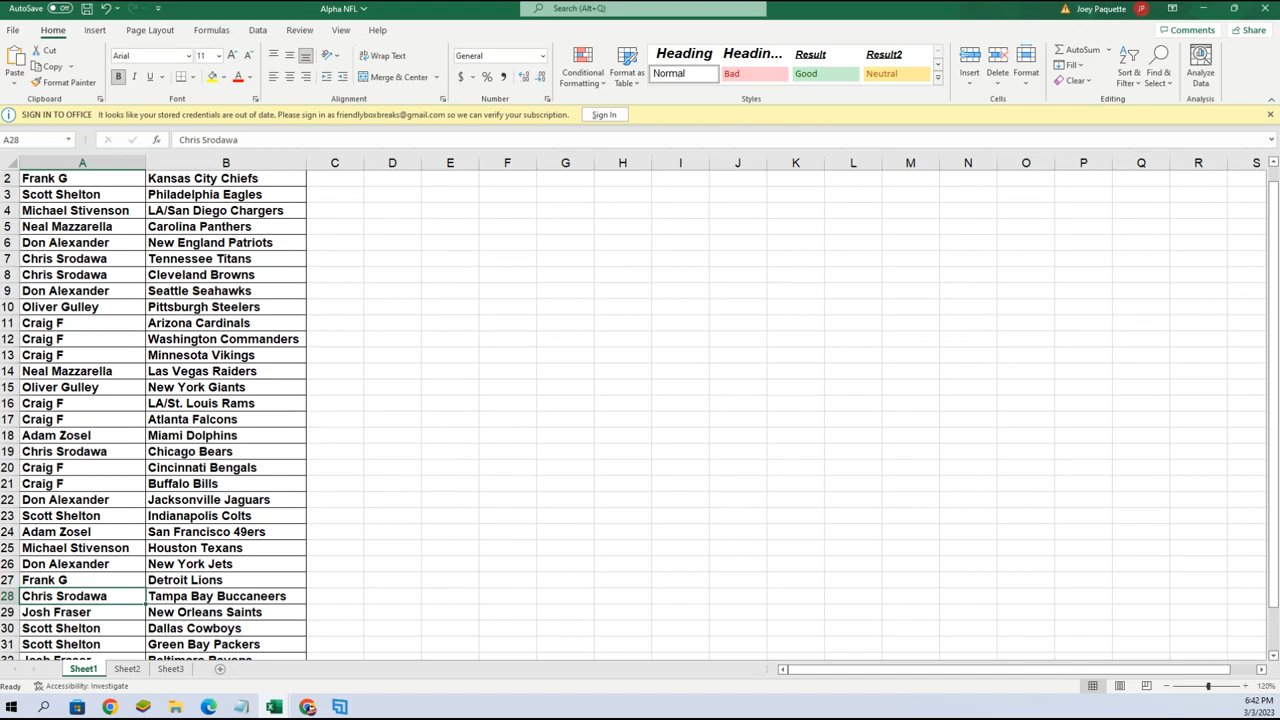 AutoSave Off Alpha NFL Search (Alt+Q) Joey Paquette JP
File Home Insert Page Layout Formulas Data Review View Help Comments Share
Paste Cut Copy Format Painter Clipboard
Arial 11 B I U A Font
Wrap Text Merge & Center Alignment
General $ % Number
Conditional Formatting Format as Table
Heading Headin... Result Result2
Normal Bad Good Neutral Styles
Insert Delete Format Cells
AutoSum Fill Clear Sort & Filter Find & Select Editing
Analyze Data Analysis
SIGN IN TO OFFICE It looks like your stored credentials are out of date. Please sign in as friendlyboxbreaks@gmail.com so we can verify your subscription. Sign In
A28 fx Chris Srodawa
A B C D E F G H I J K L M N O P Q R S
2 Frank G Kansas City Chiefs
3 Scott Shelton Philadelphia Eagles
4 Michael Stivenson LA/San Diego Chargers
5 Neal Mazzarella Carolina Panthers
6 Don Alexander New England Patriots
7 Chris Srodawa Tennessee Titans
8 Chris Srodawa Cleveland Browns
9 Don Alexander Seattle Seahawks
10 Oliver Gulley Pittsburgh Steelers
11 Craig F Arizona Cardinals
12 Craig F Washington Commanders
13 Craig F Minnesota Vikings
14 Neal Mazzarella Las Vegas Raiders
15 Oliver Gulley New York Giants
16 Craig F LA/St. Louis Rams
17 Craig F Atlanta Falcons
18 Adam Zosel Miami Dolphins
19 Chris Srodawa Chicago Bears
20 Craig F Cincinnati Bengals
21 Craig F Buffalo Bills
22 Don Alexander Jacksonville Jaguars
23 Scott Shelton Indianapolis Colts
24 Adam Zosel San Francisco 49ers
25 Michael Stivenson Houston Texans
26 Don Alexander New York Jets
27 Frank G Detroit Lions
28 Chris Srodawa Tampa Bay Buccaneers
29 Josh Fraser New Orleans Saints
30 Scott Shelton Dallas Cowboys
31 Scott Shelton Green Bay Packers
32 Josh Fraser Baltimore Ravens
Sheet1 Sheet2 Sheet3
Ready Accessibility: Investigate 120%
6:42 PM
3/3/2023